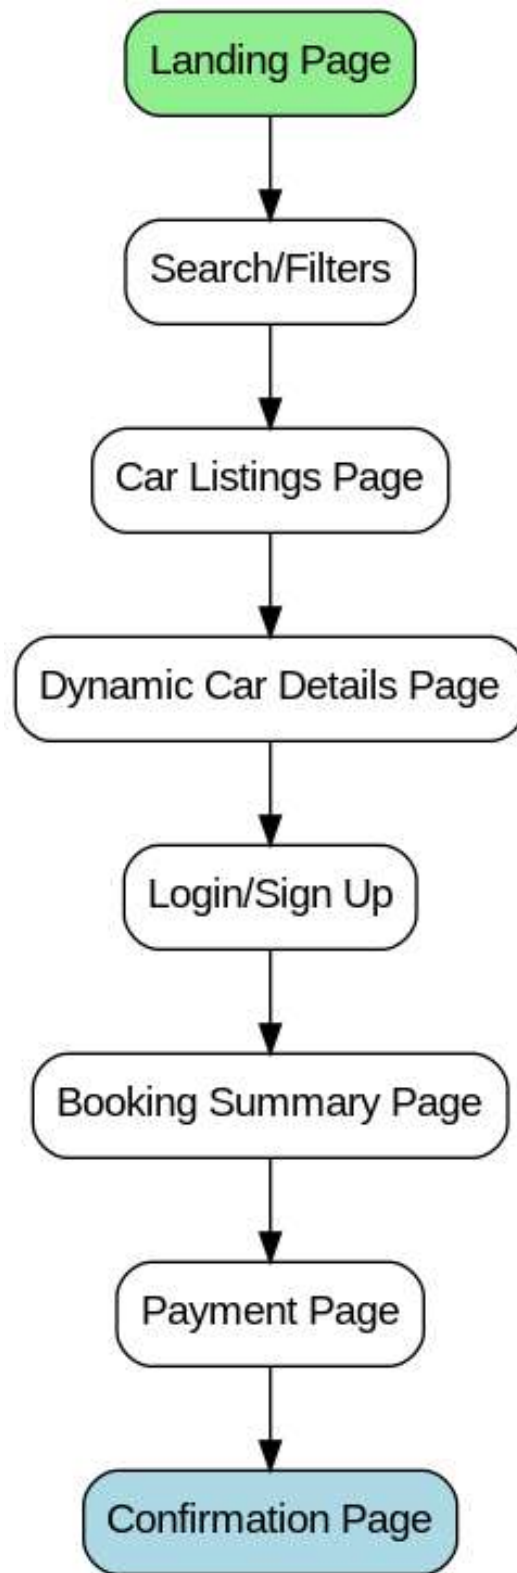 Landing Page
Search/Filters
Car Listings Page
Dynamic Car Details Page
Login/Sign Up
Booking Summary Page
Payment Page
Confirmation Page